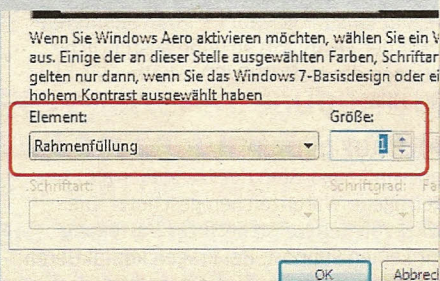 Wenn Sie Windows Aero aktivieren möchten, wählen Sie ein
aus. Einige der an dieser Stelle ausgewählten Farben, Schriftar
gelten nur dann, wenn Sie das Windows 7-Basisdesign oder ei
hohem Kontrast ausgewählt haben
Element: Größe:
Rahmenfüllung 1
Schriftart: Schriftgrad: Fa
OK Abbrec